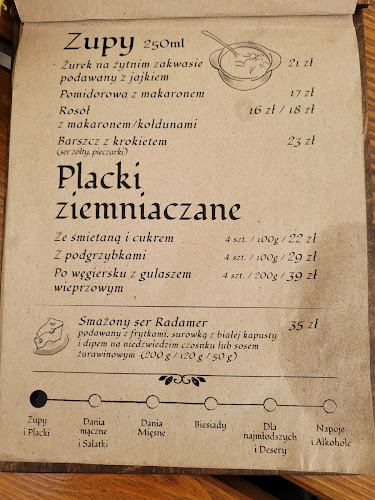 Zupy 250ml
Żurek na żytnim zakwasie 21 zł
podawany z jajkiem
Pomidorowa z makaronem 17 zł
Rosół 16 zł / 18 zł
z makaronem/kołdunami
Barszcz z krokietem 23 zł
(ser żółty, pieczarki)
Placki
ziemniaczane
Ze smietaną i cukrem 4 szt. / 100g / 22 zł
Z podgrzybkami 4 szt. / 100g / 29 zł
Po węgiersku z gulaszem 4 szt. / 200g / 39 zł
wieprzowym
Smażony ser Radamer 35 zł
podawany z frytkami, surówką z białej kapusty
i dipem na niedzwiedzim czosnku lub sosem
żurawinowym (200 g / 120 g / 50 g)
Zupy
i Placki
Dania
mączne
i Sałatki
Dania
Mięsne
Biesiady
Dla
najmłodszych
i Desery
Napoje
i Alkohole